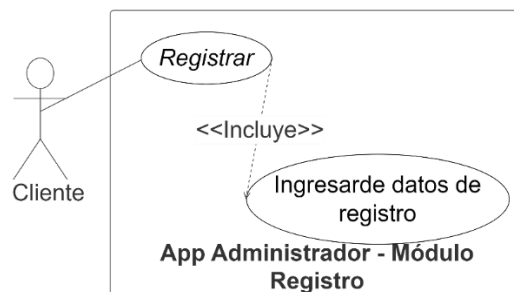 Registrar
<<Incluye>>
Cliente
Ingresarde datos de
registro
App Administrador - Módulo
Registro